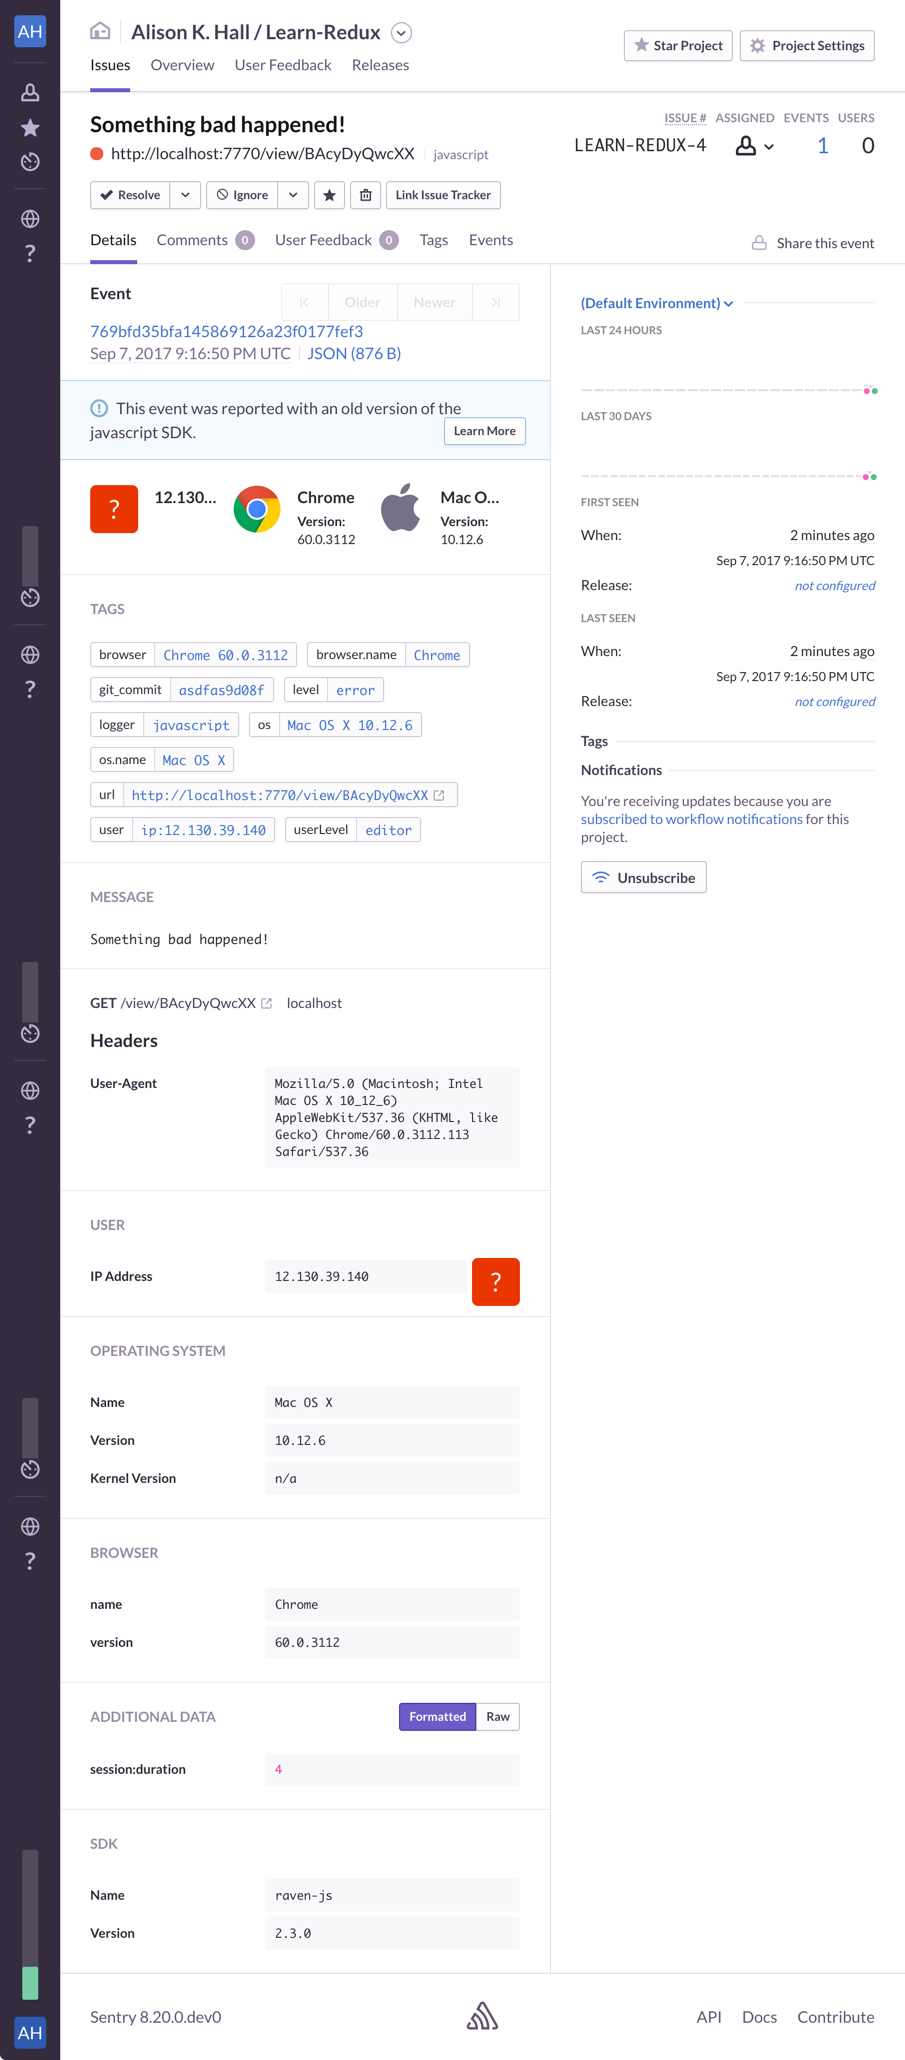 AH
Alison K. Hall / Learn-Redux
Star Project
Project Settings
Issues Overview User Feedback Releases
Something bad happened!
http://localhost:7770/view/BAcyDyQwcXX javascript
ISSUE # ASSIGNED EVENTS USERS
LEARN-REDUX-4 1 0
Resolve Ignore Link Issue Tracker
Details Comments 0 User Feedback 0 Tags Events
Share this event
Event
Older Newer
769bfd35bfa145869126a23f0177fef3
Sep 7, 2017 9:16:50 PM UTC JSON (876 B)
This event was reported with an old version of the
javascript SDK.
Learn More
? 12.130...
Chrome
Version:
60.0.3112
Mac O...
Version:
10.12.6
TAGS
browser Chrome 60.0.3112 browser.name Chrome
git_commit asdfas9d08f level error
logger javascript os Mac OS X 10.12.6
os.name Mac OS X
url http://localhost:7770/view/BAcyDyQwcXX
user ip:12.130.39.140 userLevel editor
MESSAGE
Something bad happened!
GET /view/BAcyDyQwcXX localhost
Headers
User-Agent
Mozilla/5.0 (Macintosh; Intel
Mac OS X 10_12_6)
AppleWebKit/537.36 (KHTML, like
Gecko) Chrome/60.0.3112.113
Safari/537.36
USER
IP Address 12.130.39.140 ?
OPERATING SYSTEM
Name Mac OS X
Version 10.12.6
Kernel Version n/a
BROWSER
name Chrome
version 60.0.3112
ADDITIONAL DATA
Formatted Raw
session:duration 4
SDK
Name raven-js
Version 2.3.0
(Default Environment)
LAST 24 HOURS
LAST 30 DAYS
FIRST SEEN
When: 2 minutes ago
Sep 7, 2017 9:16:50 PM UTC
Release: not configured
LAST SEEN
When: 2 minutes ago
Sep 7, 2017 9:16:50 PM UTC
Release: not configured
Tags
Notifications
You're receiving updates because you are
subscribed to workflow notifications for this
project.
Unsubscribe
?
?
?
?
AH
Sentry 8.20.0.dev0
API Docs Contribute